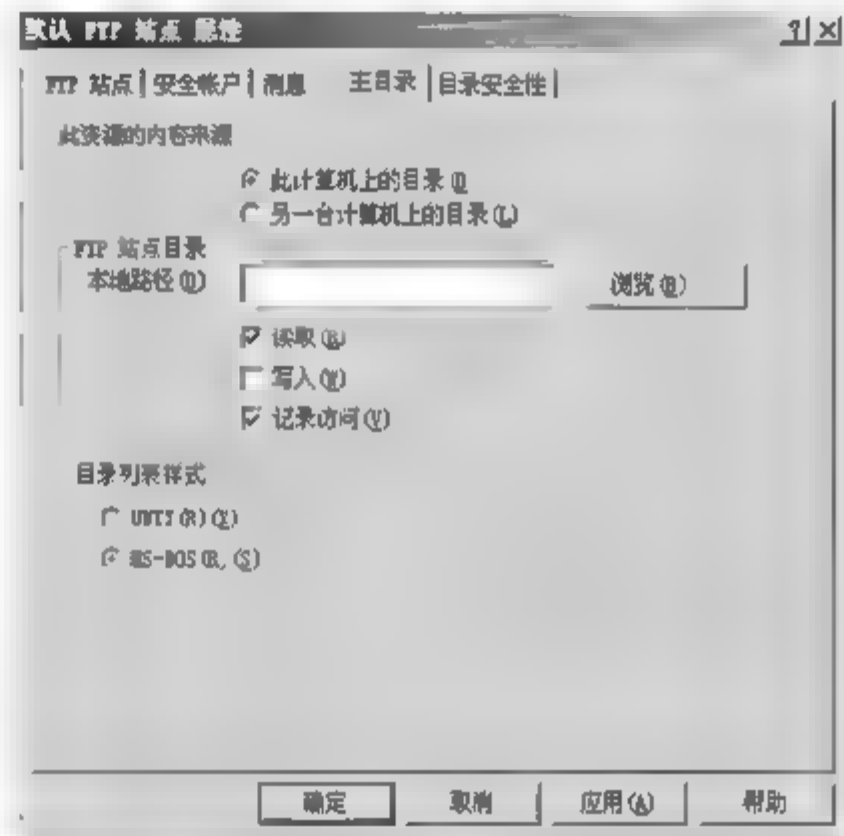 默认 FTP 站点 属性
FTP 站点 安全帐户 消息 主目录 目录安全性
此资源的内容来源
此计算机上的目录(D)
另一台计算机上的目录(L)
FTP 站点目录
本地路径(O) 浏览(B)
读取(R)
写入(W)
记录访问(V)
目录列表样式
UNIX(R)(X)
MS-DOS(R)(S)
确定 取消 应用(A) 帮助